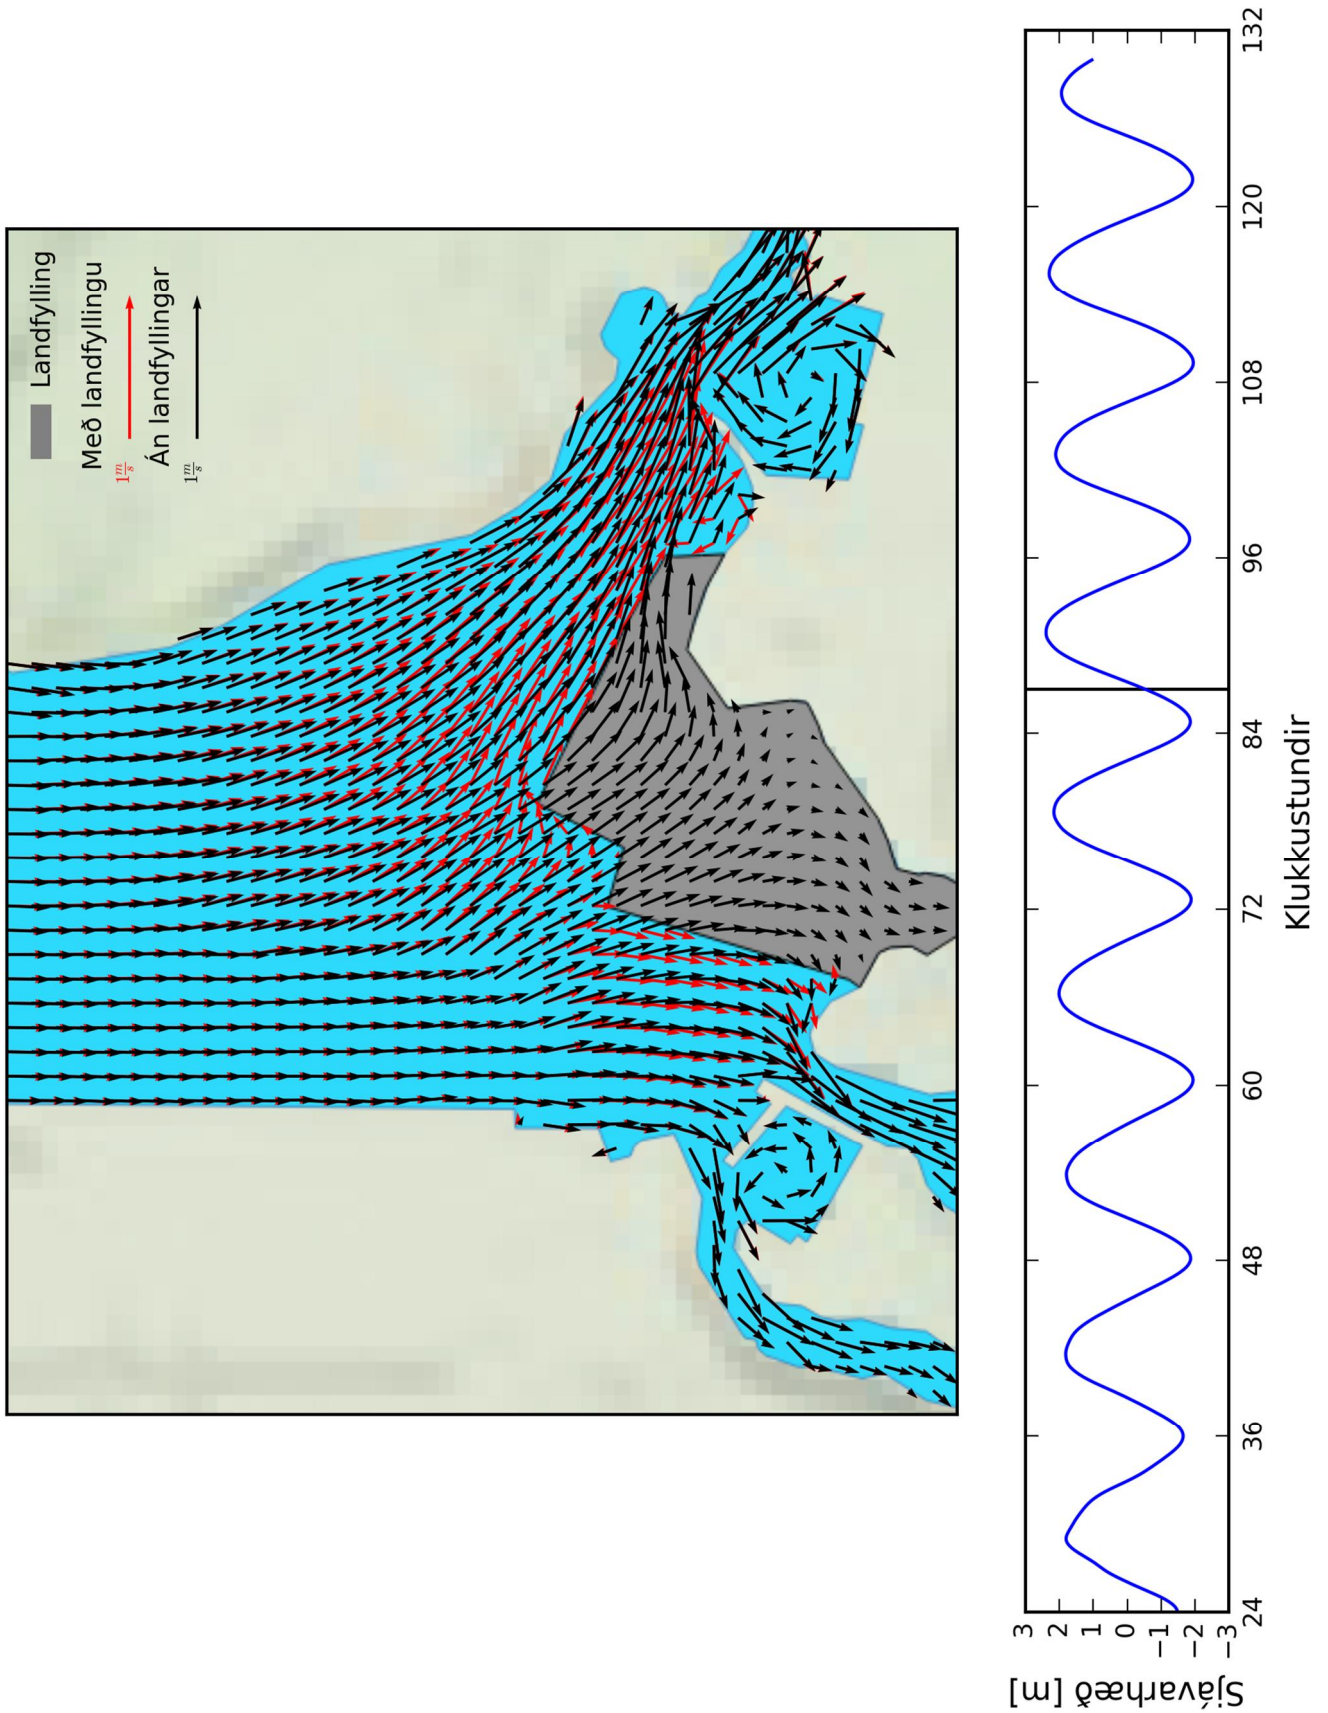 Landfylling
Með landfyllingu
1 m/s
Án landfyllingar
1 m/s
Sjávarhæð [m]
3
2
1
0
−1
−2
−3
24
36
48
60
72
84
96
108
120
132
Klukkustundir